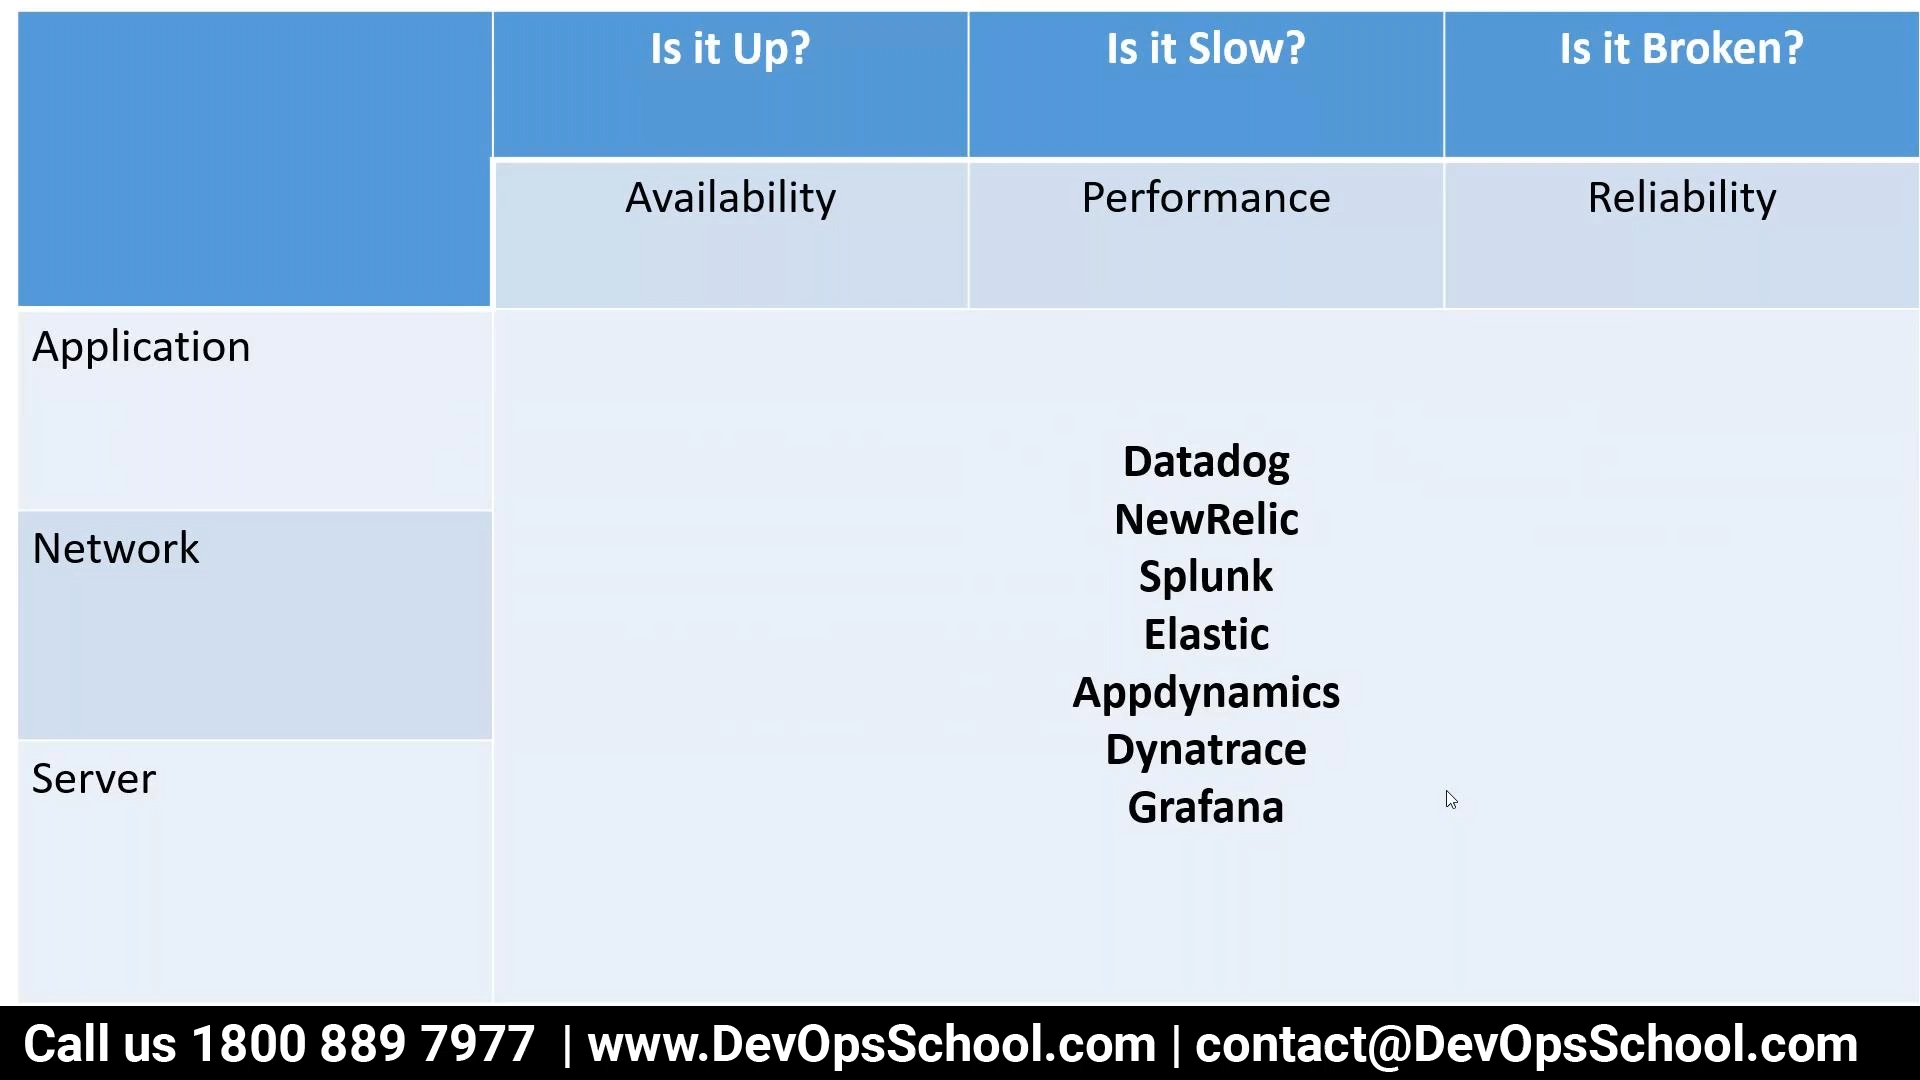 Is it Up?
Is it Slow?
Is it Broken?
Availability
Performance
Reliability
Application
Network
Server
Datadog
NewRelic
Splunk
Elastic
Appdynamics
Dynatrace
Grafana
Call us 1800 889 7977 | www.DevOpsSchool.com | contact@DevOpsSchool.com